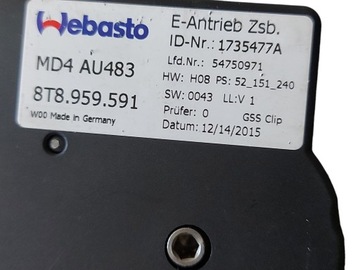 Webasto
MD4 AU483
8T8.959.591
W00 Made in Germany
E-Antrieb Zsb.
ID-Nr.: 1735477A
Lfd.Nr.: 54750971
HW: H08 PS: 52_151_240
SW: 0043 LL:V 1
Prüfer: 0 GSS Clip
Datum: 12/14/2015